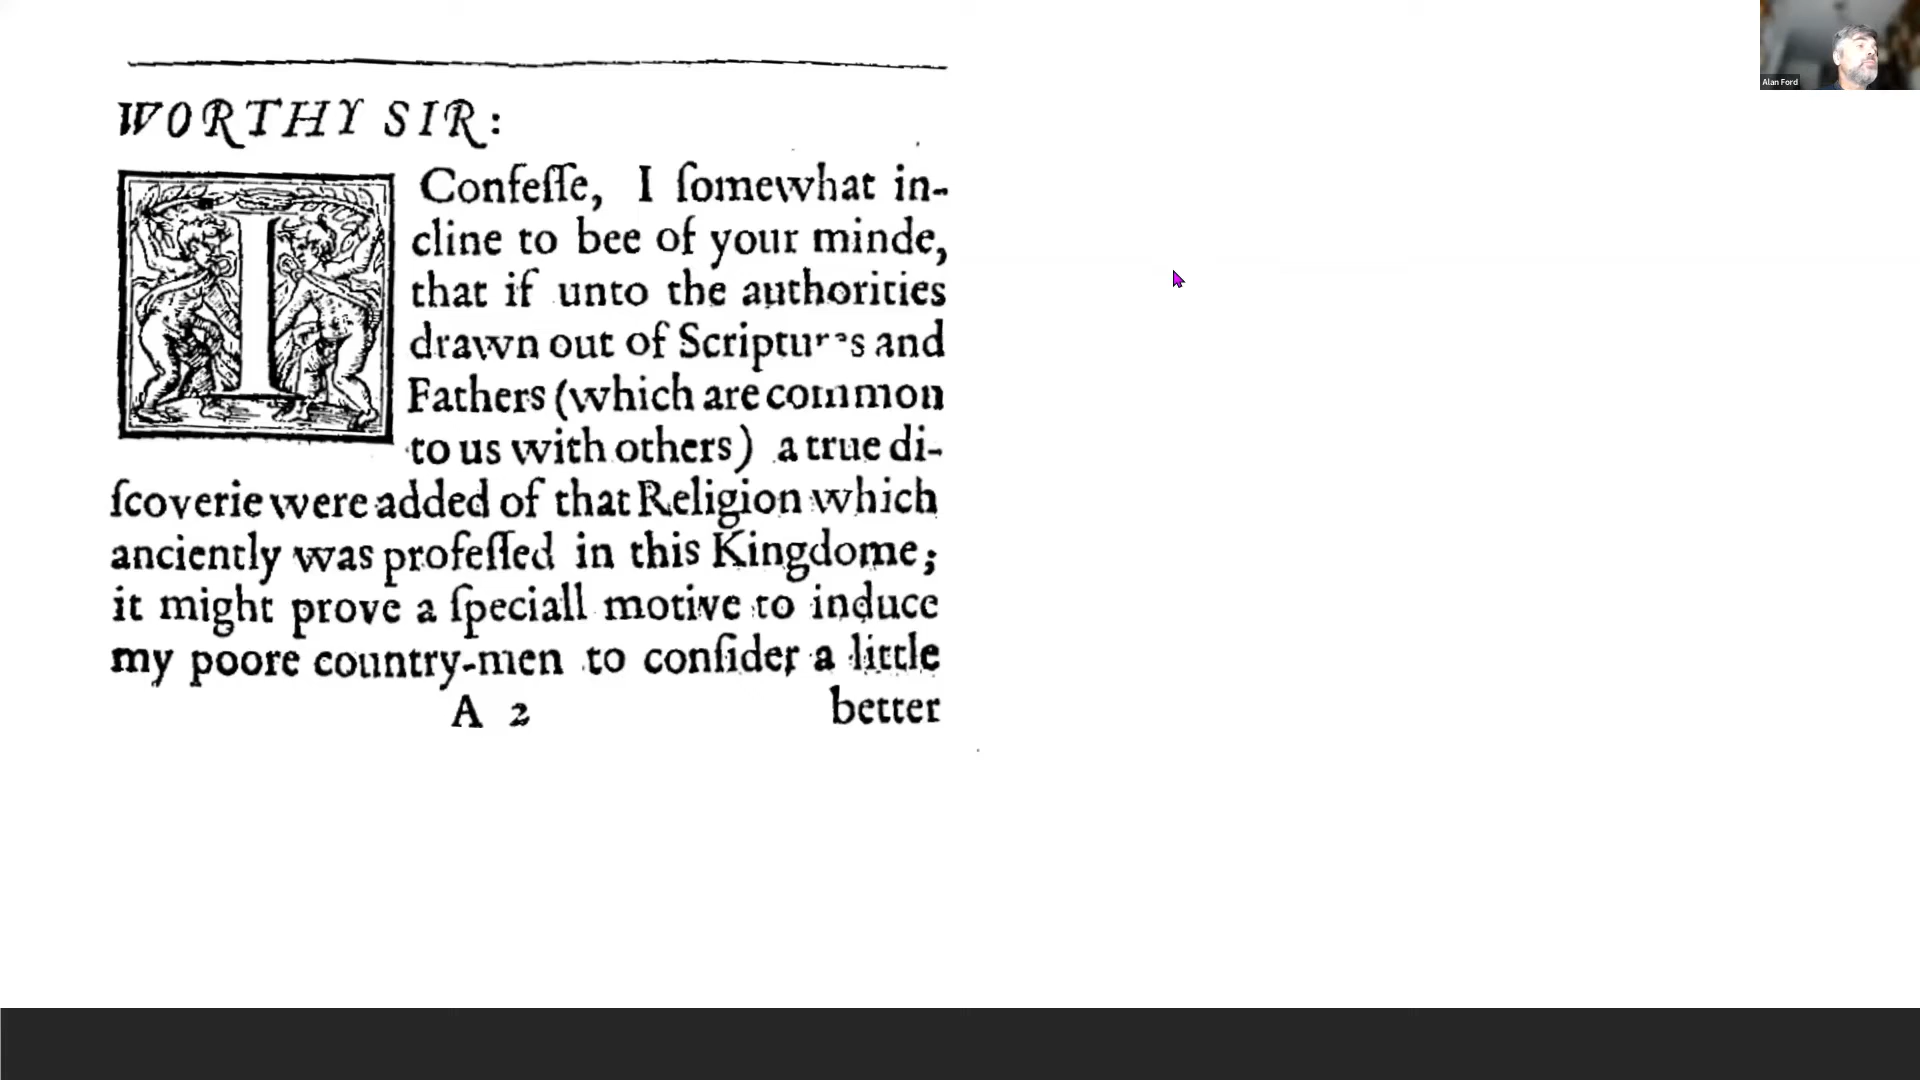 WORTHY SIR:
I Confeſſe, I ſomewhat in-
cline to bee of your minde,
that if unto the authorities
drawn out of Scriptures and
Fathers (which are common
to us with others) a true di-
ſcoverie were added of that Religion which
anciently was profeſſed in this Kingdome;
it might prove a ſpeciall motive to induce
my poore country-men to conſider a little
A 2 better
Alan Ford